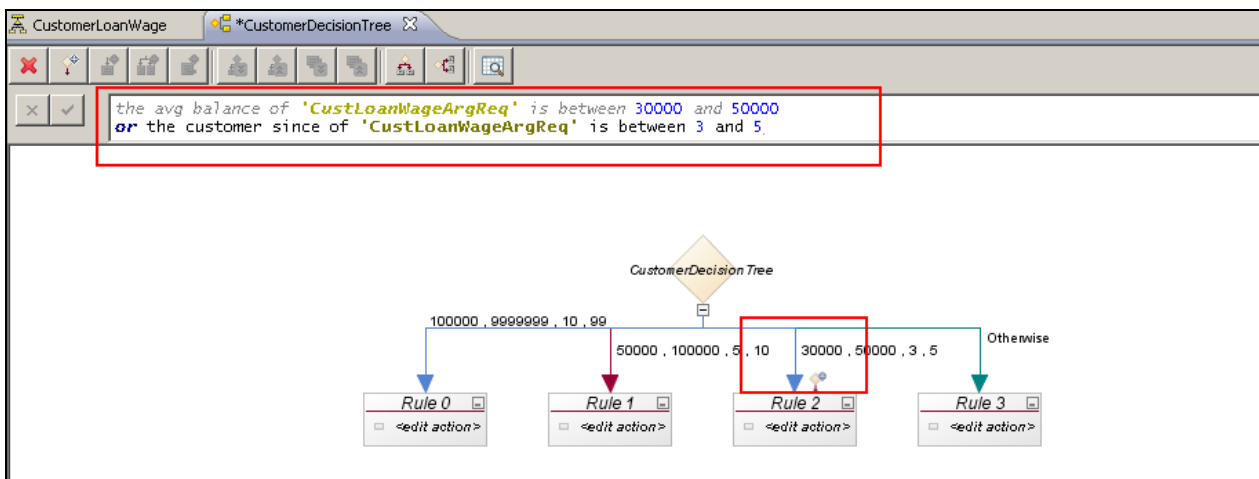 CustomerLoanWage
*CustomerDecisionTree
the avg balance of 'CustLoanWageArgReq' is between 30000 and 50000
or the customer since of 'CustLoanWageArgReq' is between 3 and 5
CustomerDecision Tree
100000 , 9999999 , 10 , 99
50000 , 100000 , 5 , 10
30000 , 50000 , 3 , 5
Otherwise
Rule 0
<edit action>
Rule 1
<edit action>
Rule 2
<edit action>
Rule 3
<edit action>